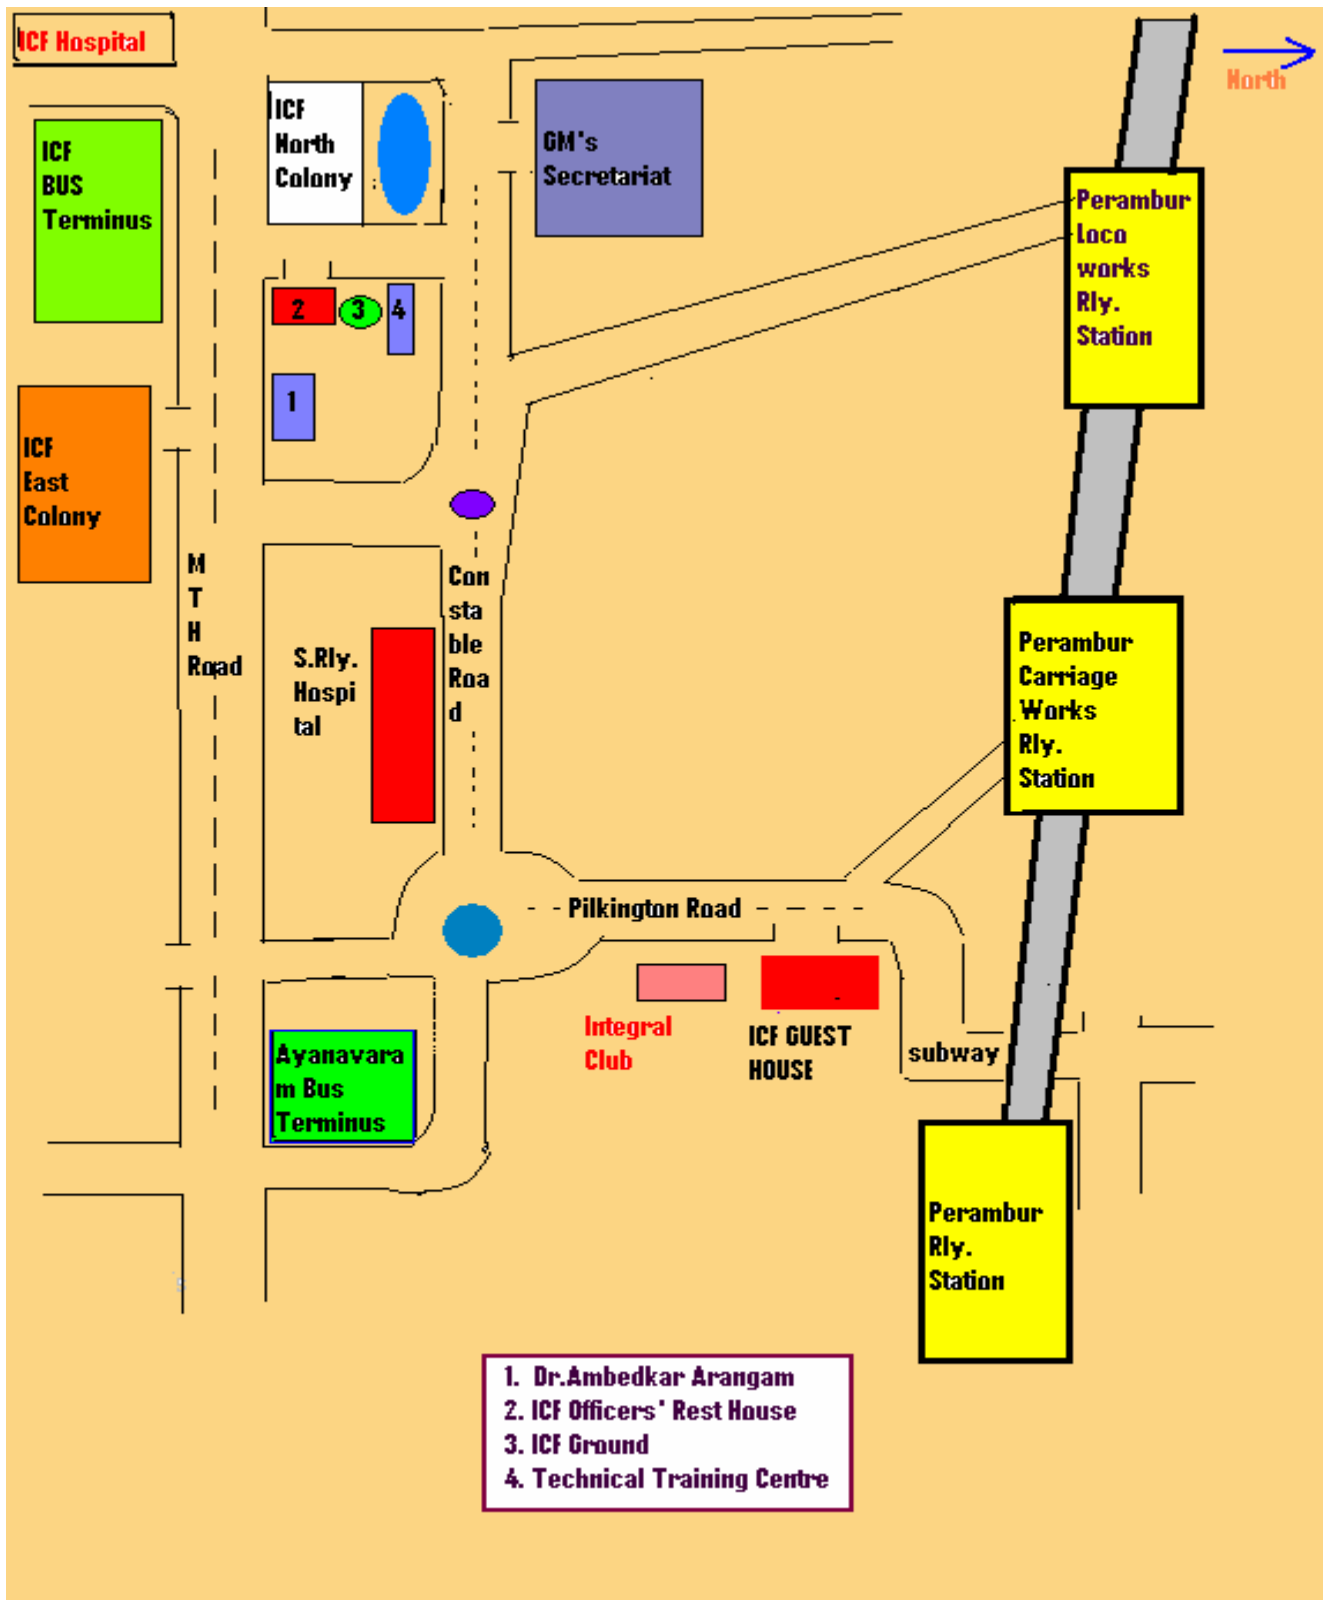 ICF Hospital
North
ICF
North
Colony
GM's
Secretariat
ICF
BUS
Terminus
Perambur
Loco
works
Rly.
Station
2
3
4
1
ICF
East
Colony
M
T
H
Road
Con
sta
ble
Roa
d
S.Rly.
Hospi
tal
Perambur
Carriage
Works
Rly.
Station
Pilkington Road
Integral
Club
ICF GUEST
HOUSE
subway
Ayanavara
m Bus
Terminus
Perambur
Rly.
Station
1. Dr.Ambedkar Arangam
2. ICF Officers' Rest House
3. ICF Ground
4. Technical Training Centre